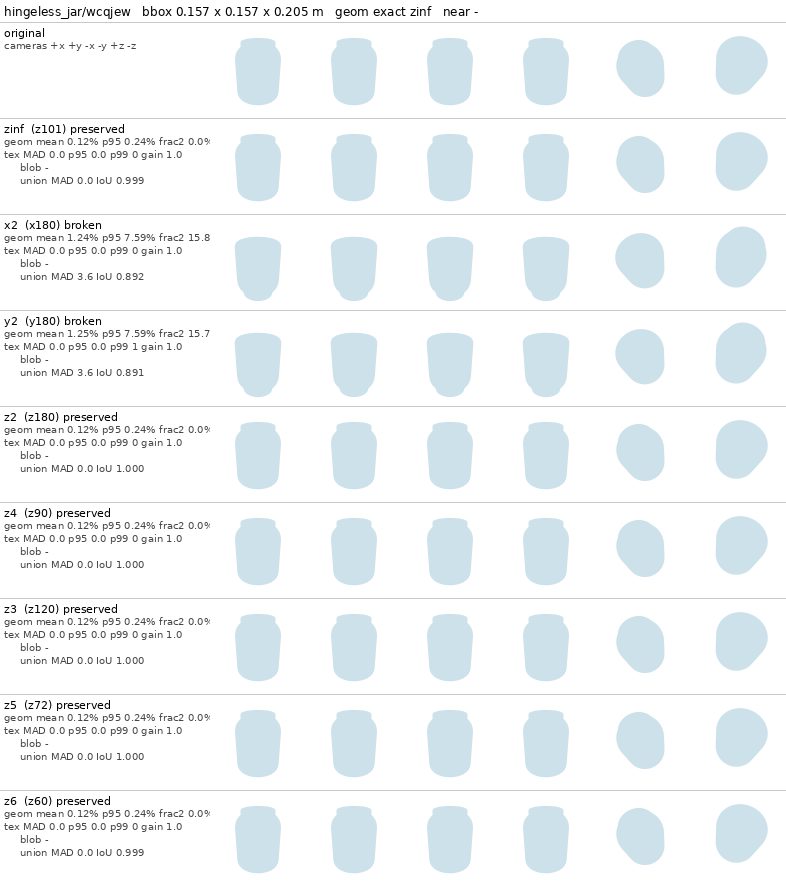 hingeless_jar/wcqjew bbox 0.157 x 0.157 x 0.205 m geom exact zinf near -
original
cameras +x +y -x -y +z -z
zinf (z101) preserved
geom mean 0.12% p95 0.24% frac2 0.0%
tex MAD 0.0 p95 0.0 p99 0 gain 1.0
blob -
union MAD 0.0 IoU 0.999
x2 (x180) broken
geom mean 1.24% p95 7.59% frac2 15.8
tex MAD 0.0 p95 0.0 p99 0 gain 1.0
blob -
union MAD 3.6 IoU 0.892
y2 (y180) broken
geom mean 1.25% p95 7.59% frac2 15.7
tex MAD 0.0 p95 0.0 p99 1 gain 1.0
blob -
union MAD 3.6 IoU 0.891
z2 (z180) preserved
geom mean 0.12% p95 0.24% frac2 0.0%
tex MAD 0.0 p95 0.0 p99 0 gain 1.0
blob -
union MAD 0.0 IoU 1.000
z4 (z90) preserved
geom mean 0.12% p95 0.24% frac2 0.0%
tex MAD 0.0 p95 0.0 p99 0 gain 1.0
blob -
union MAD 0.0 IoU 1.000
z3 (z120) preserved
geom mean 0.12% p95 0.24% frac2 0.0%
tex MAD 0.0 p95 0.0 p99 0 gain 1.0
blob -
union MAD 0.0 IoU 1.000
z5 (z72) preserved
geom mean 0.12% p95 0.24% frac2 0.0%
tex MAD 0.0 p95 0.0 p99 0 gain 1.0
blob -
union MAD 0.0 IoU 1.000
z6 (z60) preserved
geom mean 0.12% p95 0.24% frac2 0.0%
tex MAD 0.0 p95 0.0 p99 0 gain 1.0
blob -
union MAD 0.0 IoU 0.999